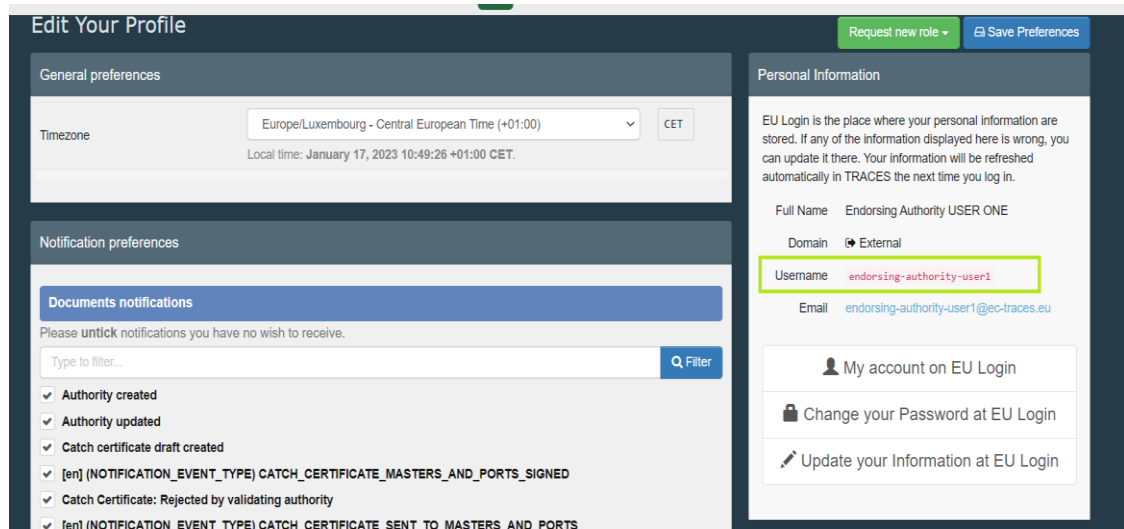 Edit Your Profile
Request new role
Save Preferences
General preferences
Timezone
Europe/Luxembourg - Central European Time (+01:00)
CET
Local time: January 17, 2023 10:49:26 +01:00 CET.
Notification preferences
Documents notifications
Please untick notifications you have no wish to receive.
Type to filter...
Filter
Authority created
Authority updated
Catch certificate draft created
[en] (NOTIFICATION_EVENT_TYPE) CATCH_CERTIFICATE_MASTERS_AND_PORTS_SIGNED
Catch Certificate: Rejected by validating authority
[en] (NOTIFICATION_EVENT_TYPE) CATCH_CERTIFICATE_SENT_TO_MASTERS_AND_PORTS
Personal Information
EU Login is the place where your personal information are
stored. If any of the information displayed here is wrong, you
can update it there. Your information will be refreshed
automatically in TRACES the next time you log in.
Full Name Endorsing Authority USER ONE
Domain External
Username endorsing-authority-user1
Email endorsing-authority-user1@ec-traces.eu
My account on EU Login
Change your Password at EU Login
Update your Information at EU Login